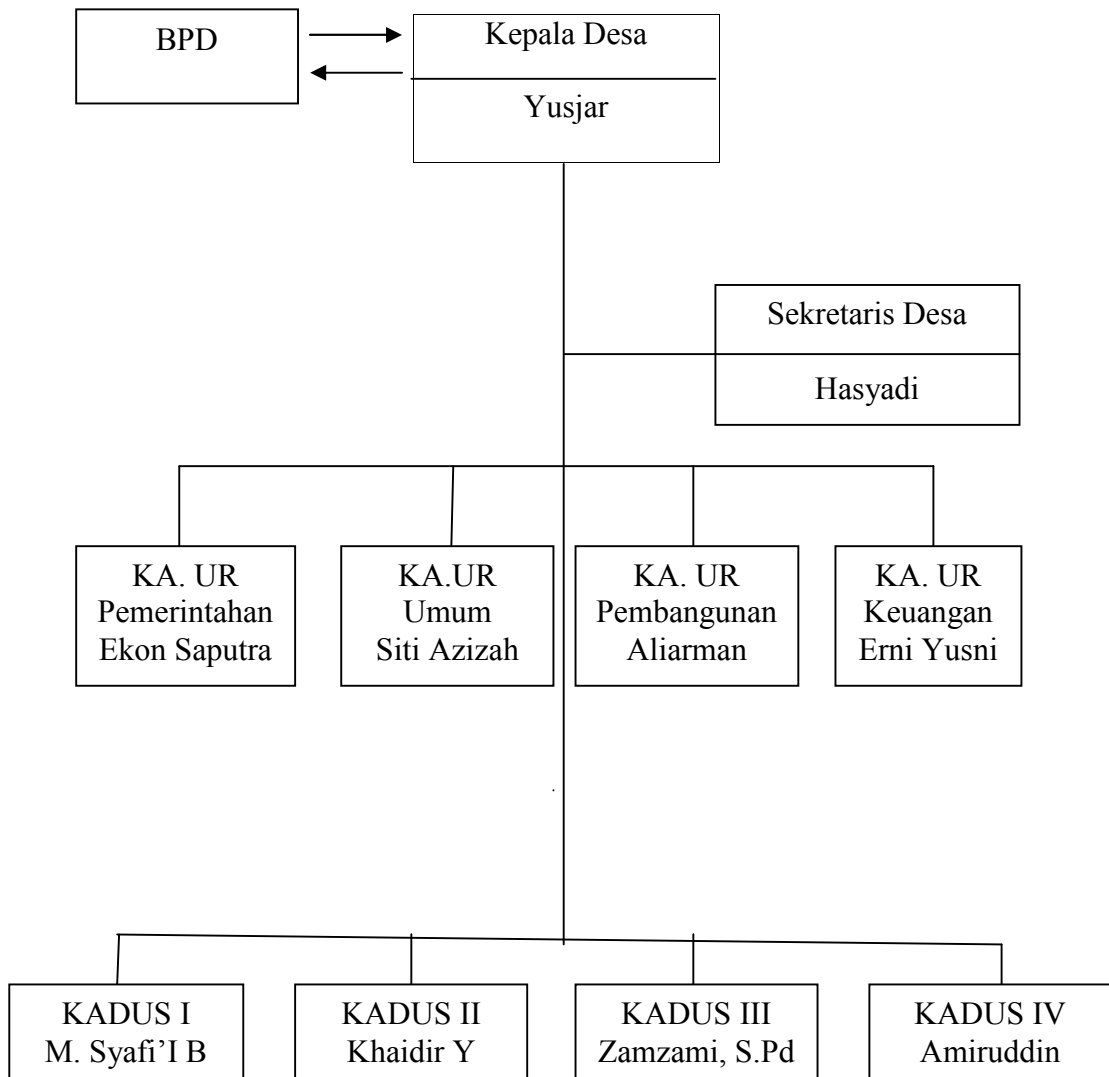 BPD
Kepala Desa
Yusjar
Sekretaris Desa
Hasyadi
KA. UR
Pemerintahan
Ekon Saputra
KA.UR
Umum
Siti Azizah
KA. UR
Pembangunan
Aliarman
KA. UR
Keuangan
Erni Yusni
KADUS I
M. Syafi’I B
KADUS II
Khaidir Y
KADUS III
Zamzami, S.Pd
KADUS IV
Amiruddin